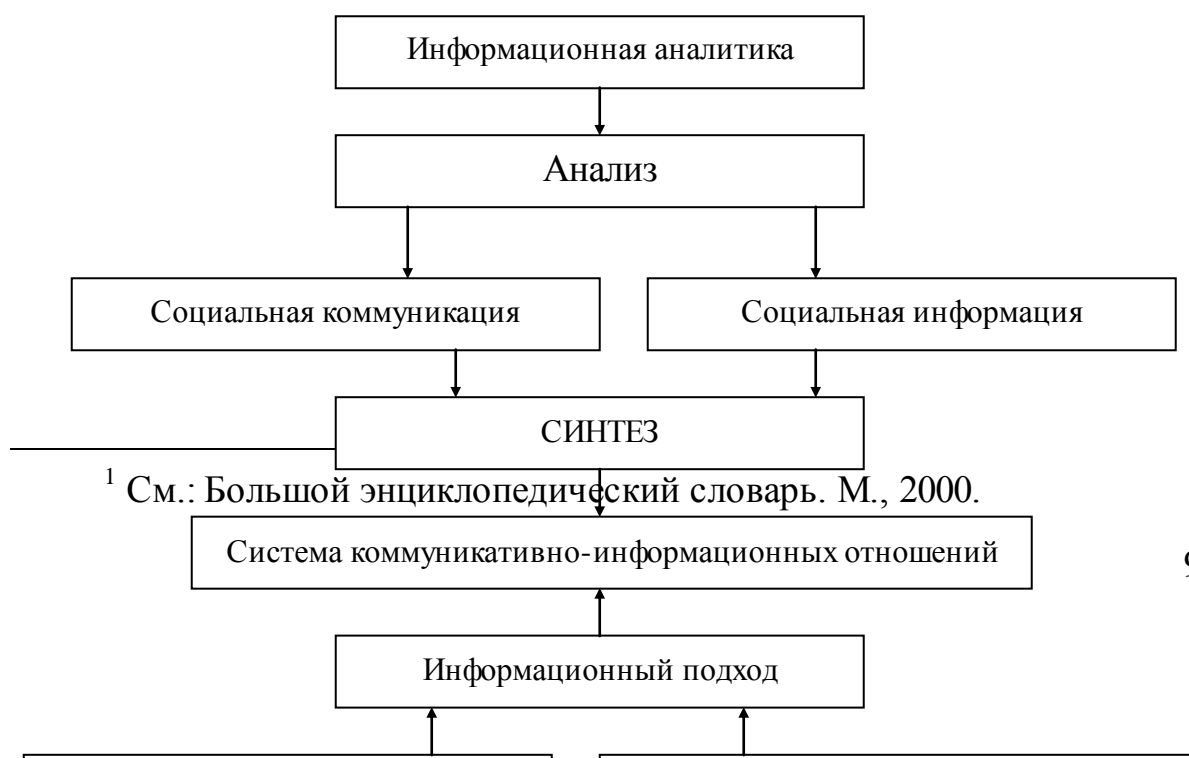 Информационная аналитика
Анализ
Социальная коммуникация
Социальная информация
СИНТЕЗ
¹ См.: Большой энциклопедический словарь. М., 2000.
Система коммуникативно-информационных отношений
Информационный подход